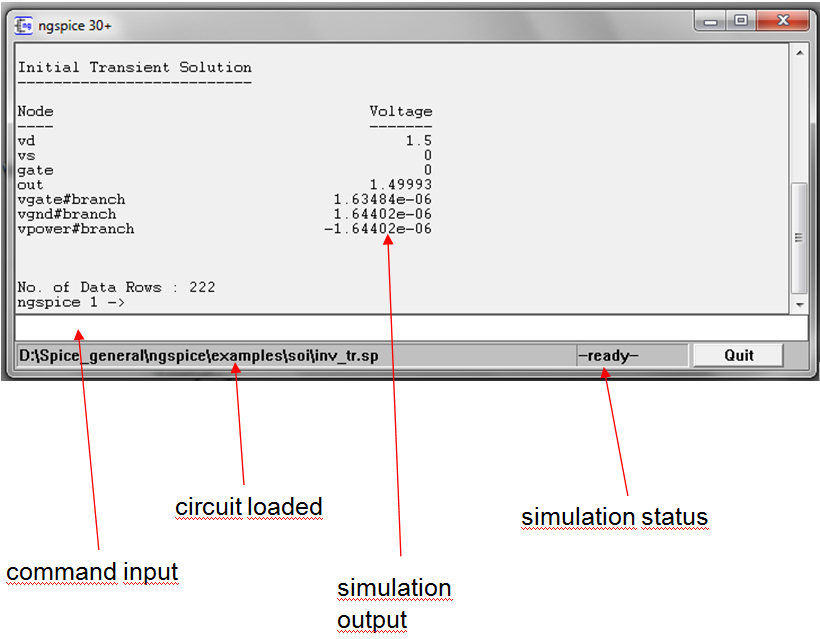 ngspice 30+
Initial Transient Solution
--------------------------
Node Voltage
---- -------
vd 1.5
vs 0
gate 0
out 1.49993
vgate#branch 1.63484e-06
vgnd#branch 1.64402e-06
vpower#branch -1.64402e-06
No. of Data Rows : 222
ngspice 1 ->
D:\Spice_general\ngspice\examples\soi\inv_tr.sp --ready-- Quit
circuit loaded
simulation status
command input
simulation
output